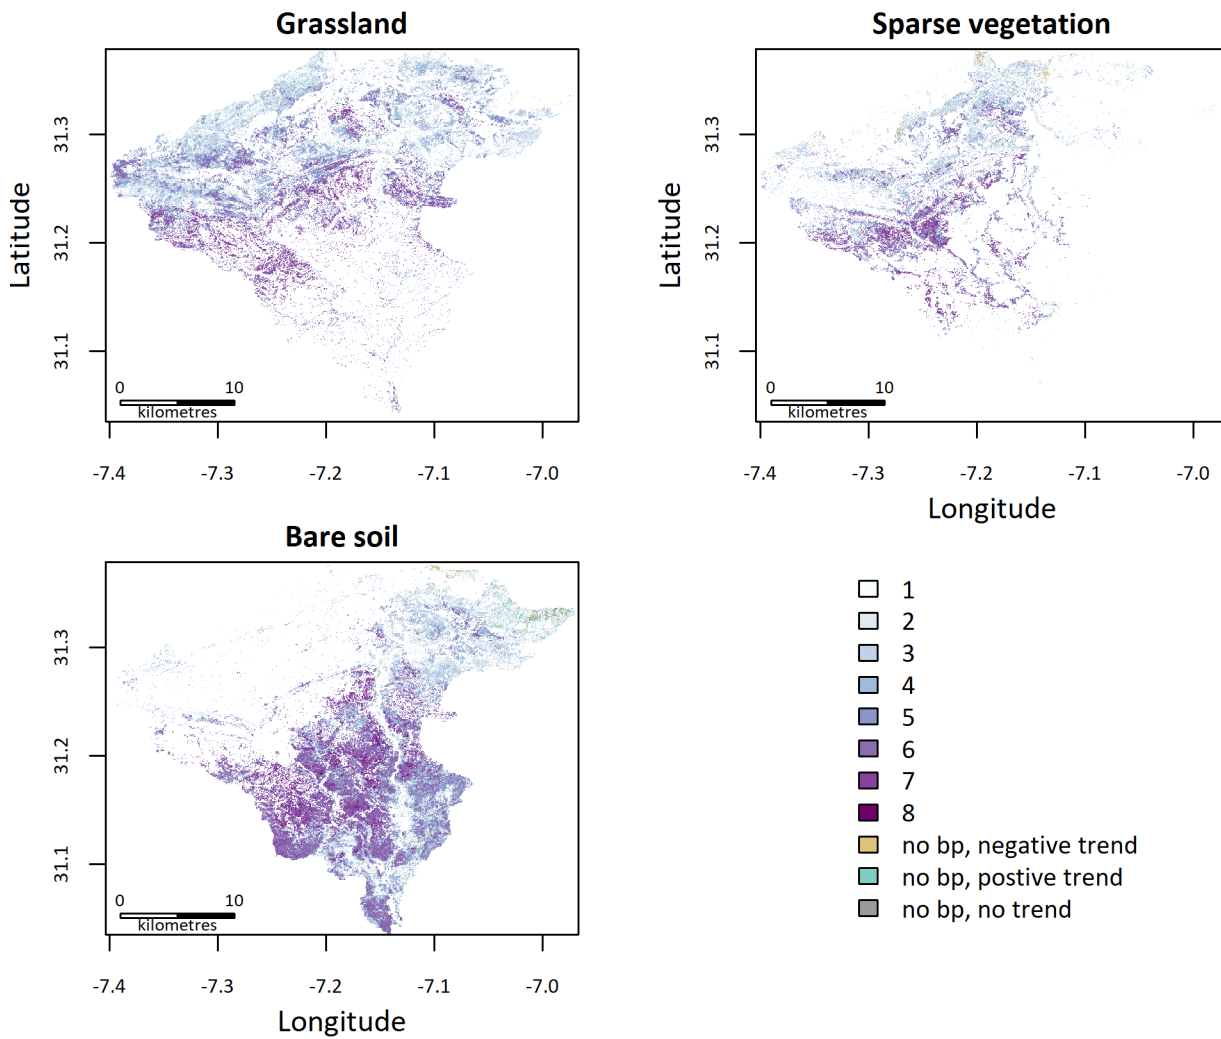 Grassland
Latitude
31.3
31.2
31.1
0 10
kilometres
-7.4 -7.3 -7.2 -7.1 -7.0
Sparse vegetation
Latitude
31.3
31.2
31.1
0 10
kilometres
-7.4 -7.3 -7.2 -7.1 -7.0
Longitude
Bare soil
31.3
31.2
31.1
0 10
kilometres
-7.4 -7.3 -7.2 -7.1 -7.0
Longitude
1
2
3
4
5
6
7
8
no bp, negative trend
no bp, postive trend
no bp, no trend